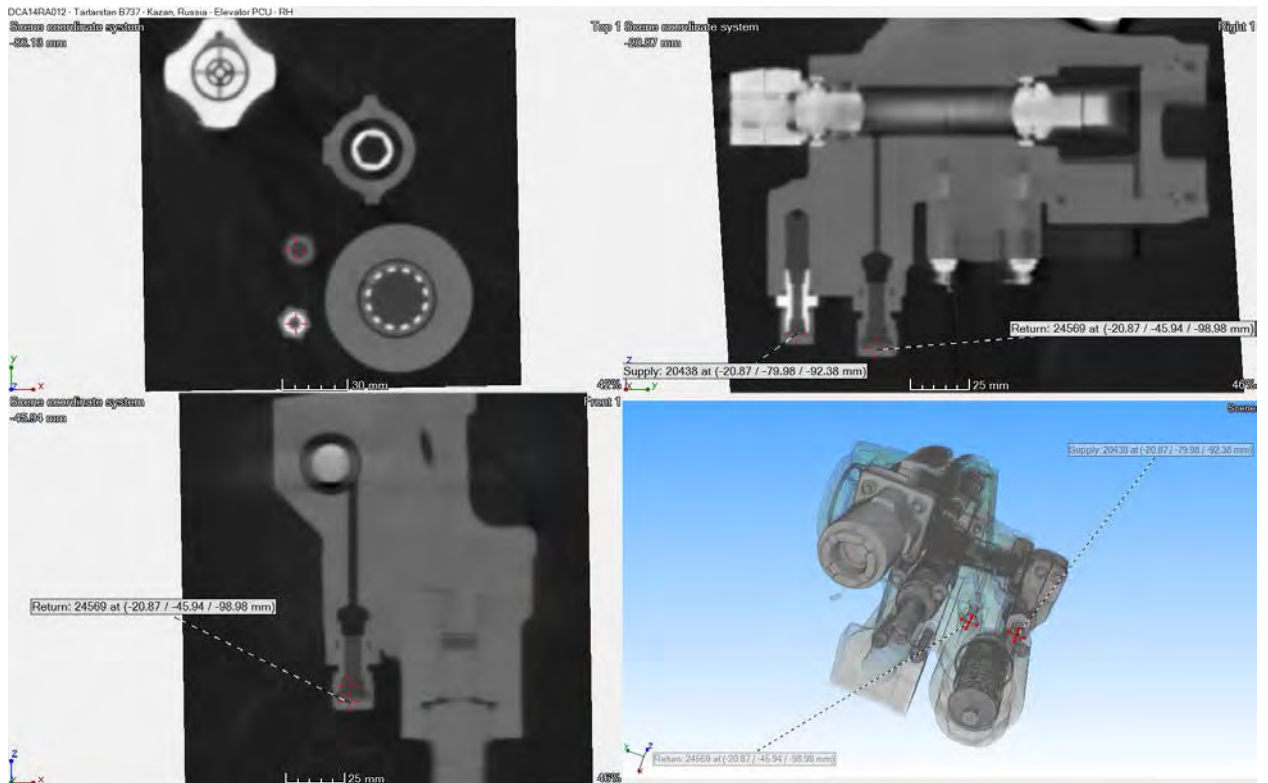 DCA14RA012 - Tartarstan B737 - Kazan, Russia - Elevator PCU - RH
Scene coordinate system
-86.13 mm
Top 1
y
z
x
30 mm
42%
Scene coordinate system
-20.87 mm
Right 1
Return: 24569 at (-20.87 / -45.94 / -98.98 mm)
Supply: 20438 at (-20.87 / -79.98 / -92.38 mm)
z
x
y
25 mm
46%
Scene coordinate system
-45.94 mm
Front 1
Return: 24569 at (-20.87 / -45.94 / -98.98 mm)
z
x
25 mm
46%
Scene
Supply: 20438 at (-20.87 / -79.98 / -92.38 mm)
z
x
Return: 24569 at (-20.87 / -45.94 / -98.98 mm)